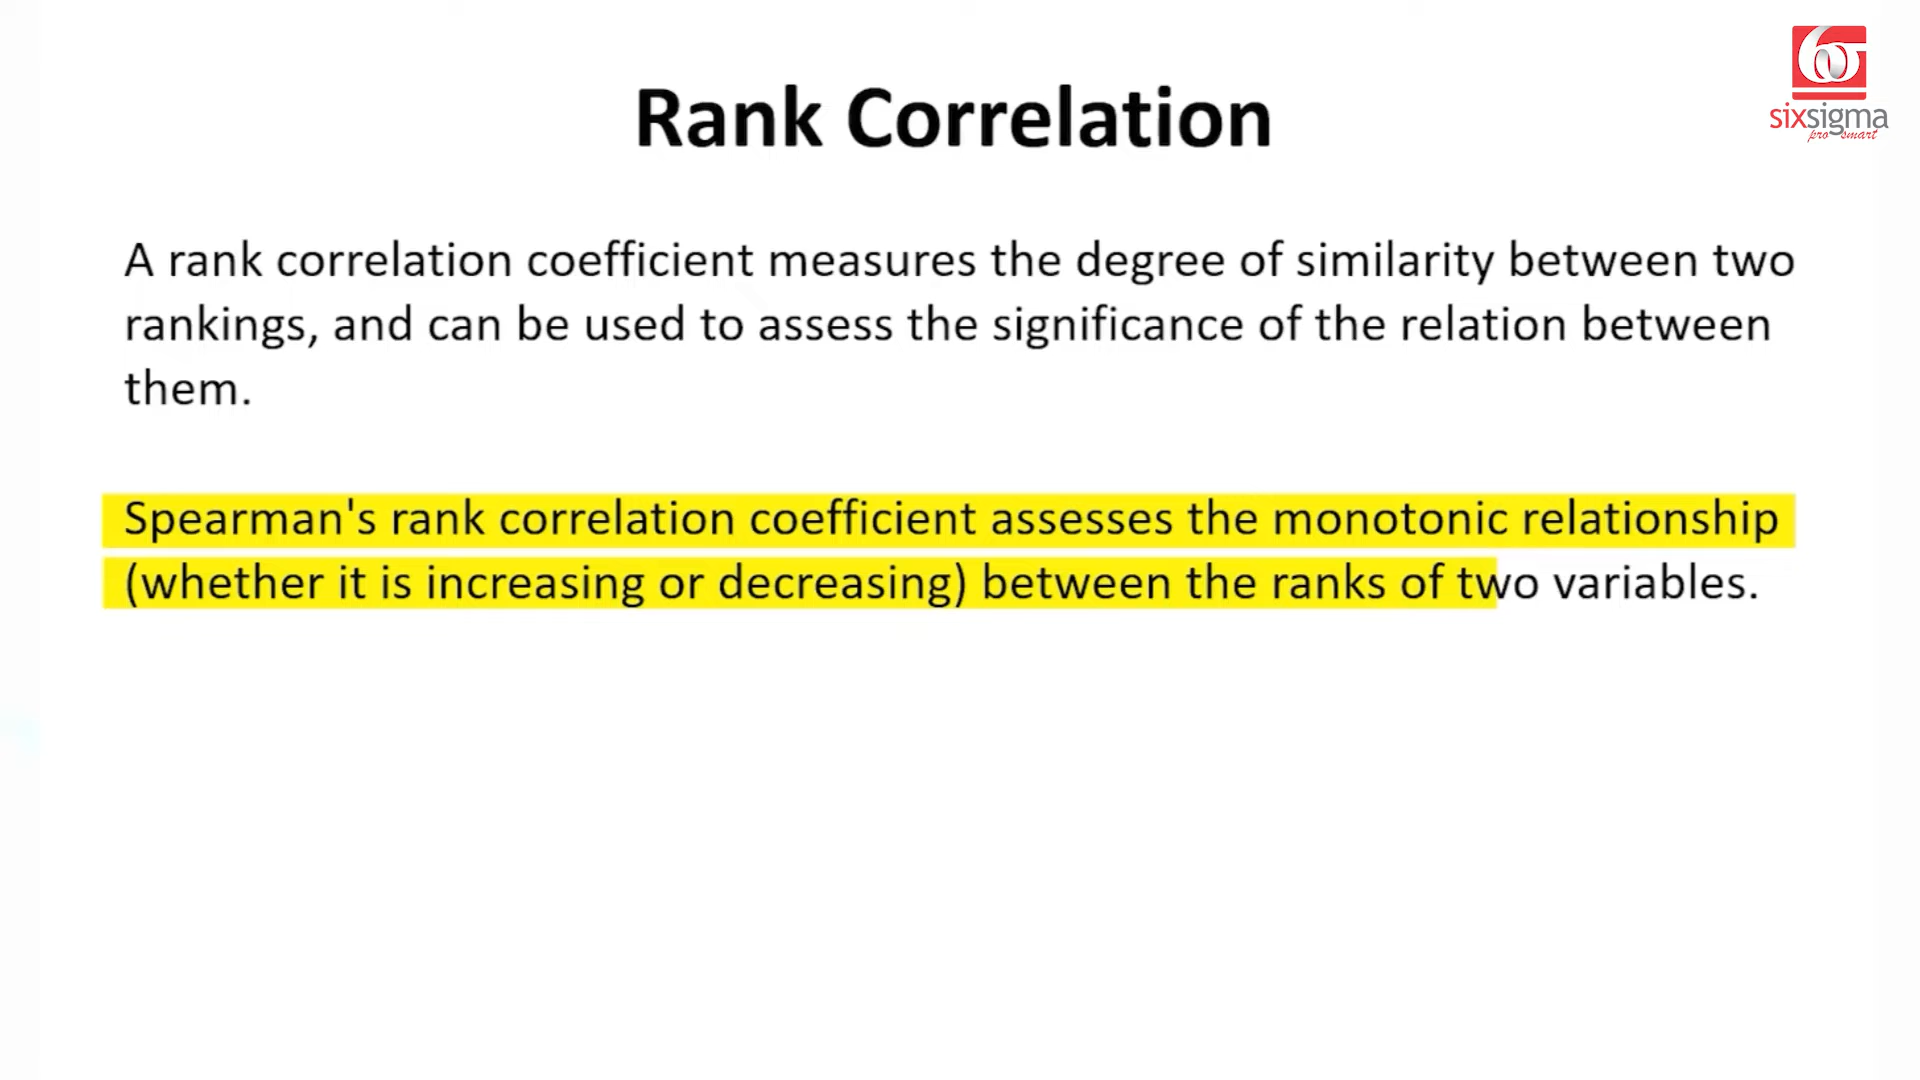 6σ
sixsigma
pro smart
Rank Correlation
A rank correlation coefficient measures the degree of similarity between two
rankings, and can be used to assess the significance of the relation between
them.
Spearman's rank correlation coefficient assesses the monotonic relationship
(whether it is increasing or decreasing) between the ranks of two variables.